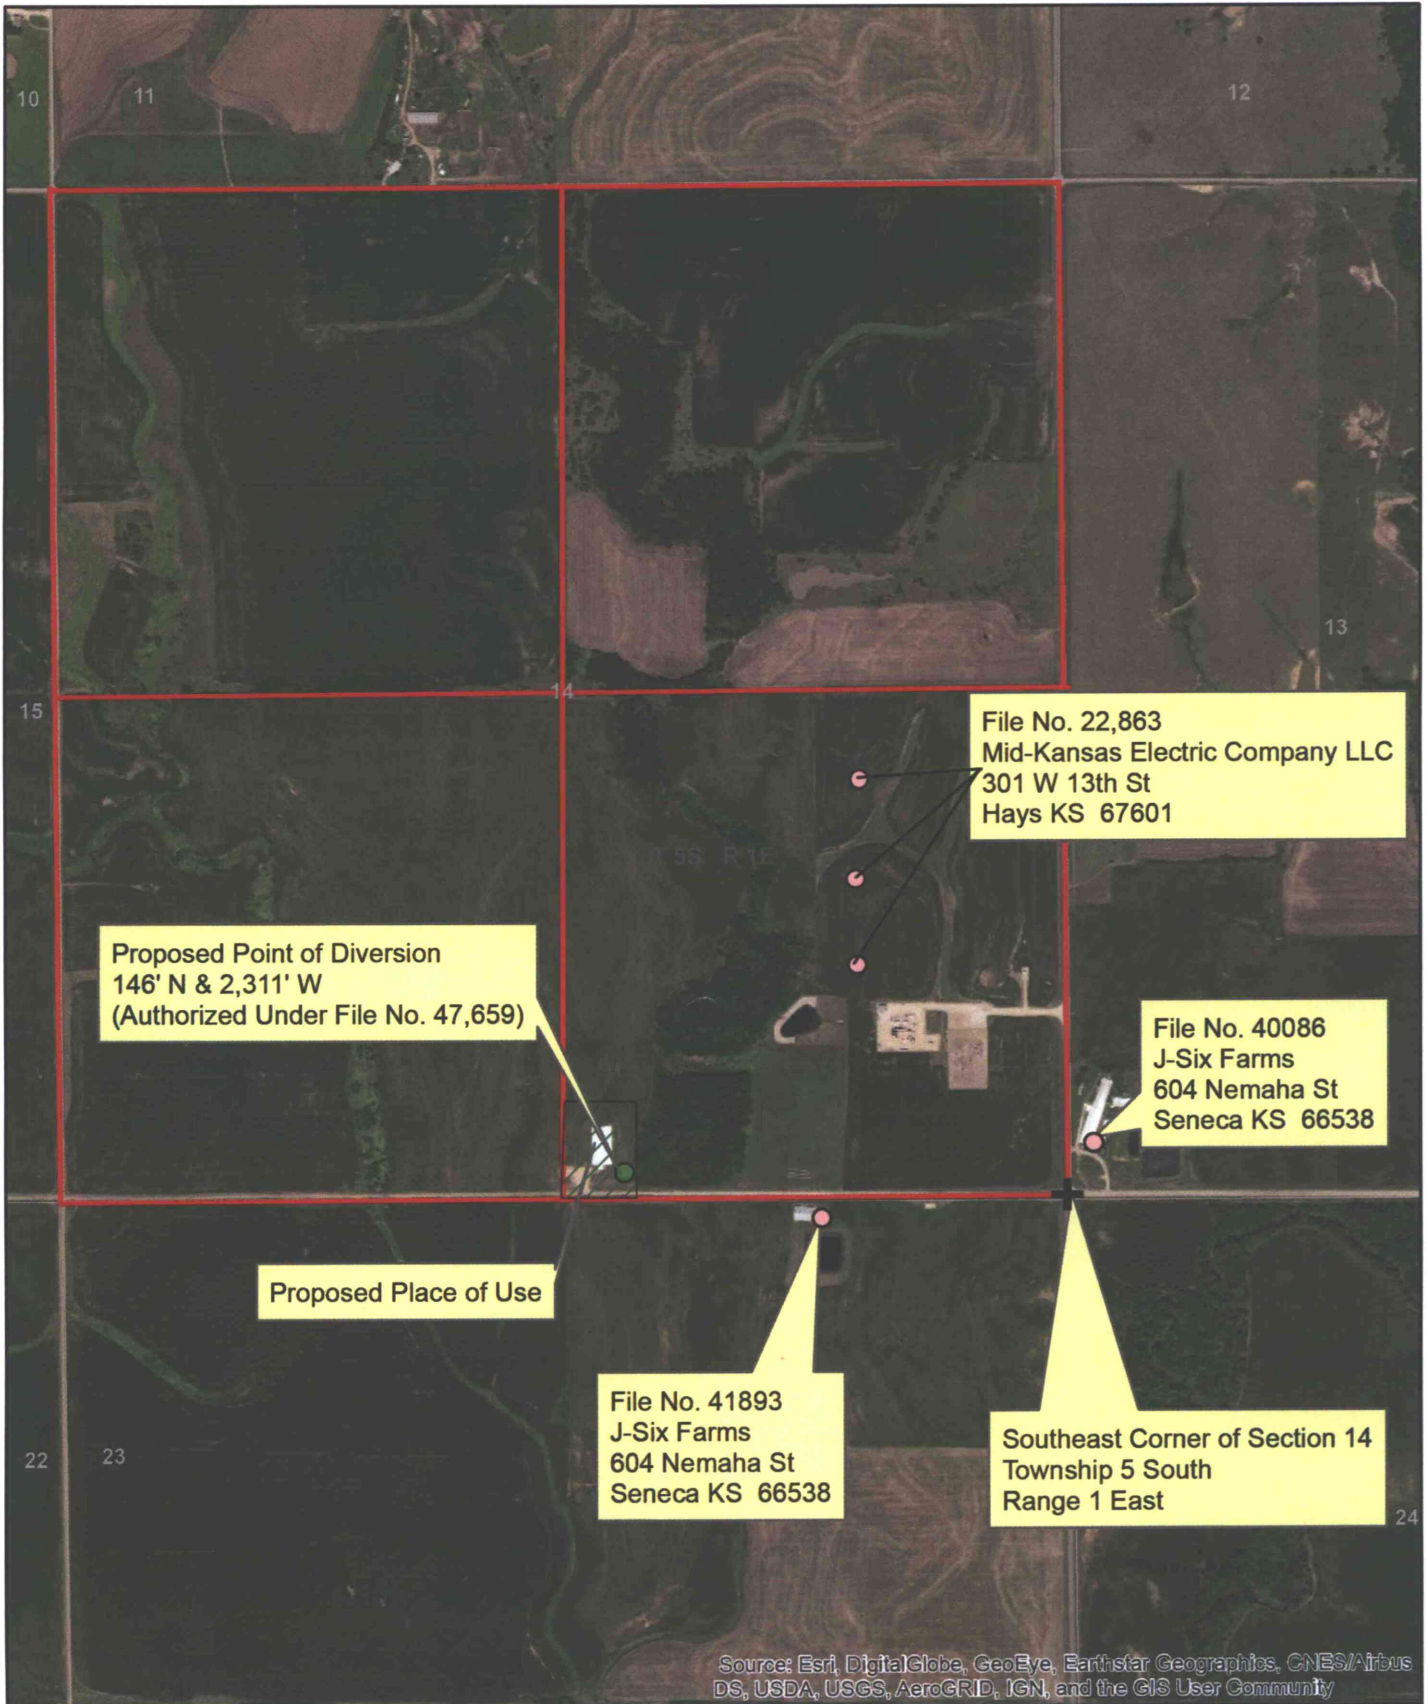 10
11
12
13
14
15
File No. 22,863
Mid-Kansas Electric Company LLC
301 W 13th St
Hays KS 67601
5S R 1E
Proposed Point of Diversion
146' N & 2,311' W
(Authorized Under File No. 47,659)
File No. 40086
J-Six Farms
604 Nemaha St
Seneca KS 66538
Proposed Place of Use
File No. 41893
J-Six Farms
604 Nemaha St
Seneca KS 66538
Southeast Corner of Section 14
Township 5 South
Range 1 East
22
23
24
Source: Esri, DigitalGlobe, GeoEye, Earthstar Geographics, CNES/Airbus
DS, USDA, USGS, AeroGRID, IGN, and the GIS User Community